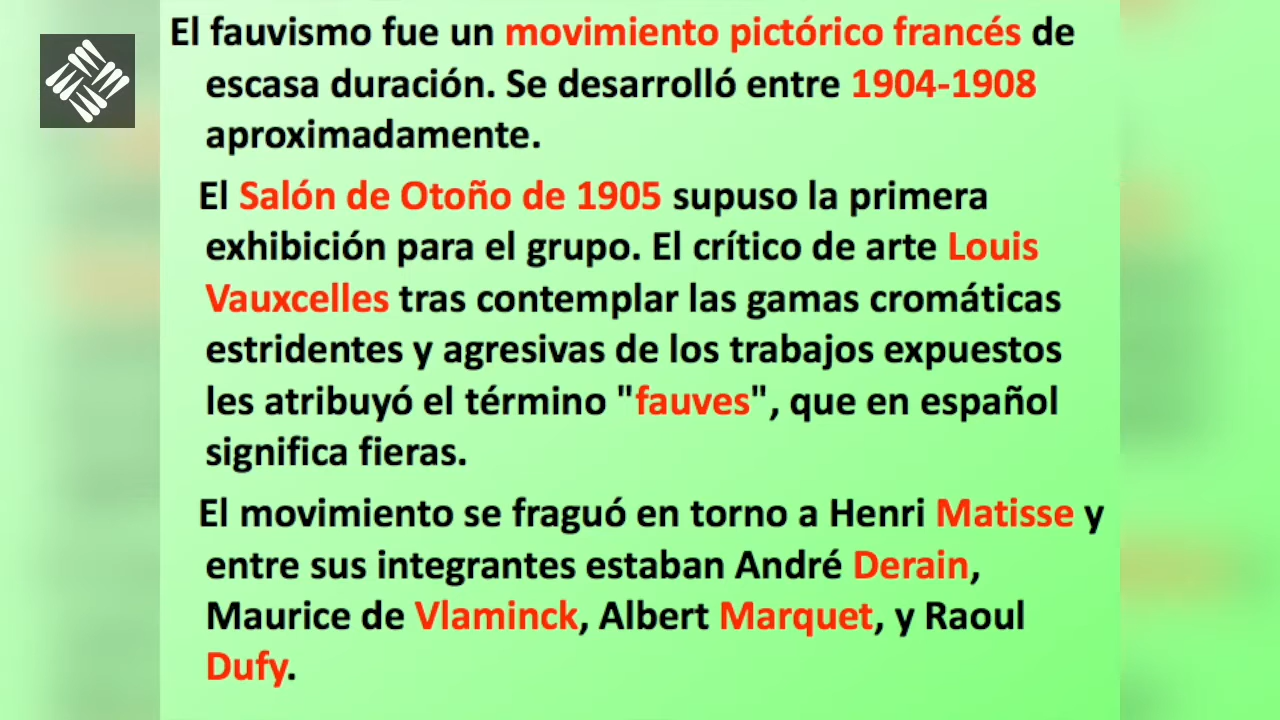 El fauvismo fue un movimiento pictórico francés de
escasa duración. Se desarrolló entre 1904-1908
aproximadamente.
El Salón de Otoño de 1905 supuso la primera
exhibición para el grupo. El crítico de arte Louis
Vauxcelles tras contemplar las gamas cromáticas
estridentes y agresivas de los trabajos expuestos
les atribuyó el término "fauves", que en español
significa fieras.
El movimiento se fraguó en torno a Henri Matisse y
entre sus integrantes estaban André Derain,
Maurice de Vlaminck, Albert Marquet, y Raoul
Dufy.